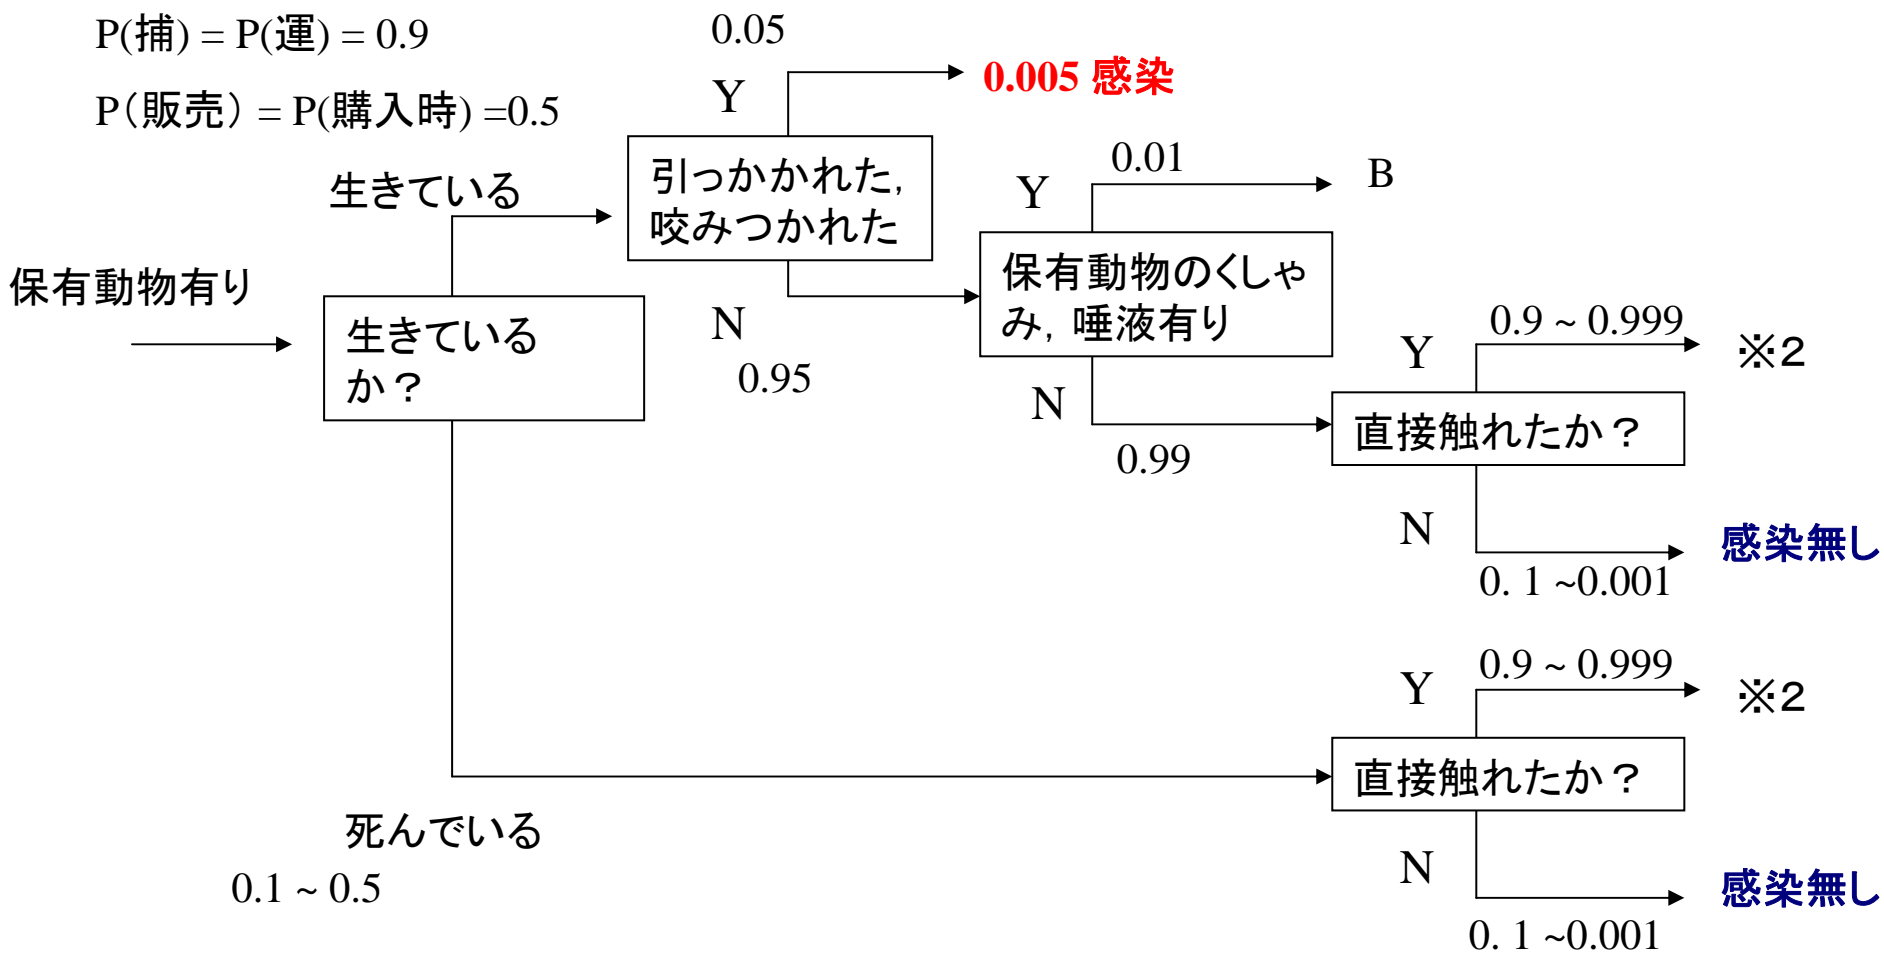 P(捕) = P(運) = 0.9
P(販売) = P(購入時) =0.5
0.05
Y
0.005 感染
生きている
引っかかれた,
咬みつかれた
Y
0.01
B
保有動物有り
生きている
か？
N
0.95
保有動物のくしゃ
み, 唾液有り
N
0.99
Y
0.9 ~ 0.999
※２
直接触れたか？
N
感染無し
0. 1 ~0.001
Y
0.9 ~ 0.999
※２
直接触れたか？
死んでいる
0.1 ~ 0.5
N
感染無し
0. 1 ~0.001